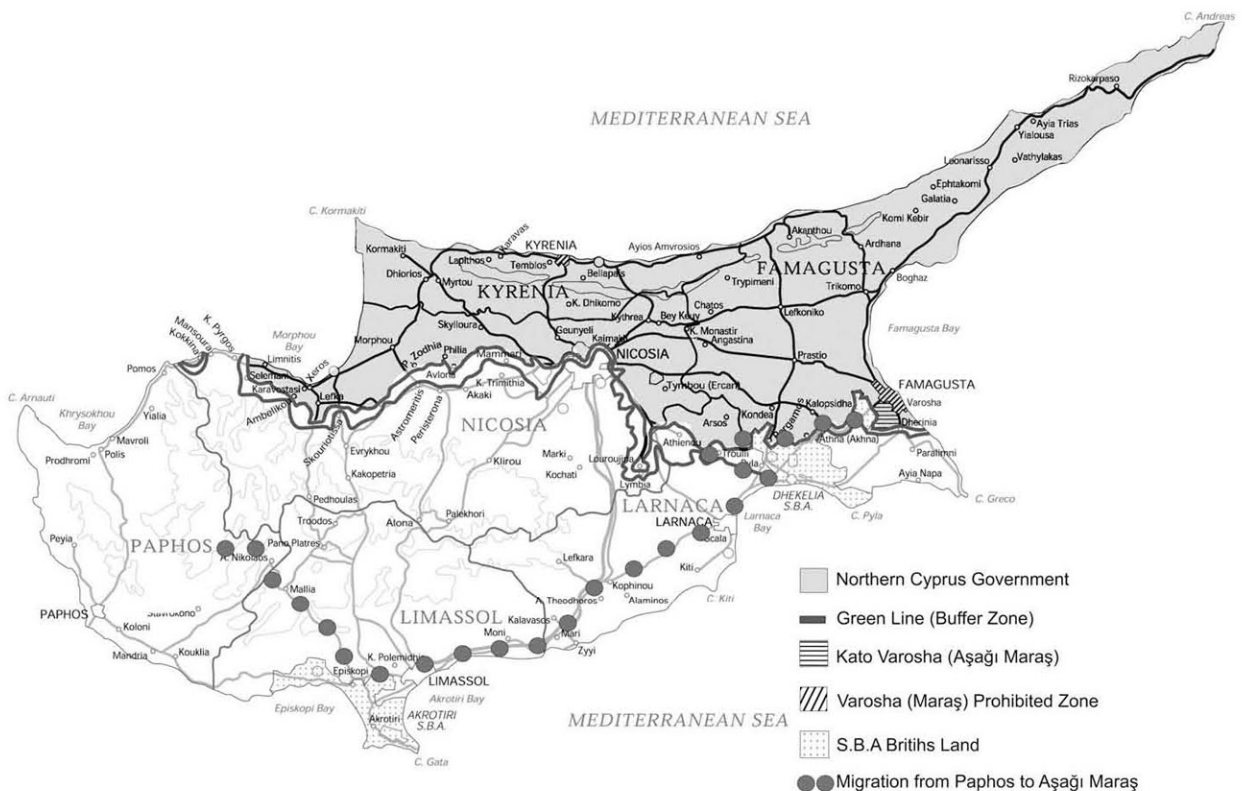 C. Andreas
Rizokarpaso
MEDITERRANEAN SEA
Ayia Trias
Yialousa
Leonarisso
Vathylakas
Ephtakomi
Galatia
Komi Kebir
C. Kormakiti
Karavas
KYRENIA
Akanthou
Kormakiti
Lapithos
Temblos
Ayios Amvrosios
Ardhana
Bellapais
FAMAGUSTA
Boghaz
Dhiorios
Myrtou
KYRENIA
Trypimeni
Trikomo
K. Dhikomo
Chatos
Lefkoniko
Kythrea
Bey Keuy
Famagusta Bay
Skylloura
Geunyeli
K. Monastir
Morphou Bay
K. Pyrgos
Mansoura
Kokkina
Morphou
Kaimakli
Angastina
P. Zodhia
Philia
Mammari
NICOSIA
Prastio
Limnitis
Pomos
Xeros
Avlona
K. Trimithia
FAMAGUSTA
Karavostasi
Lefka
Akaki
Tymbou (Ercan)
Varosha
Ambelikou
Kalopsidha
C. Arnauti
Khrysokhou Bay
Yialia
Astromeritis
Peristerona
NICOSIA
Arsos
Kondea
Pergamos
Dherinia
Skouriotissa
Athienou
Athna (Akhna)
Mavroli
Evrykhou
Klirou
Marki
Louroujina
Troulli
Paralimni
Prodhromi
Polis
Kakopetria
Kochati
Pyla
Ayia Napa
Lymbia
DHEKELIA S.B.A.
Pedhoulas
LARNACA
C. Greco
Troodos
Alona
Palekhori
LARNACA
Larnaca Bay
C. Pyla
Peyia
PAPHOS
Pano Platres
Scala
A. Nikolaos
Lefkara
Kiti
Mallia
Kophinou
PAPHOS
Stavrokono
LIMASSOL
A. Theodhoros
Alaminos
C. Kiti
Koloni
Kalavasos
Moni
Mari
Mandria
Kouklia
K. Polemidhia
Zyyi
Episkopi
LIMASSOL
Episkopi Bay
Akrotiri Bay
Akrotiri
AKROTIRI S.B.A.
MEDITERRANEAN SEA
C. Gata
Northern Cyprus Government
Green Line (Buffer Zone)
Kato Varosha (Aşağı Maraş)
Varosha (Maraş) Prohibited Zone
S.B.A Britihs Land
Migration from Paphos to Aşağı Maraş